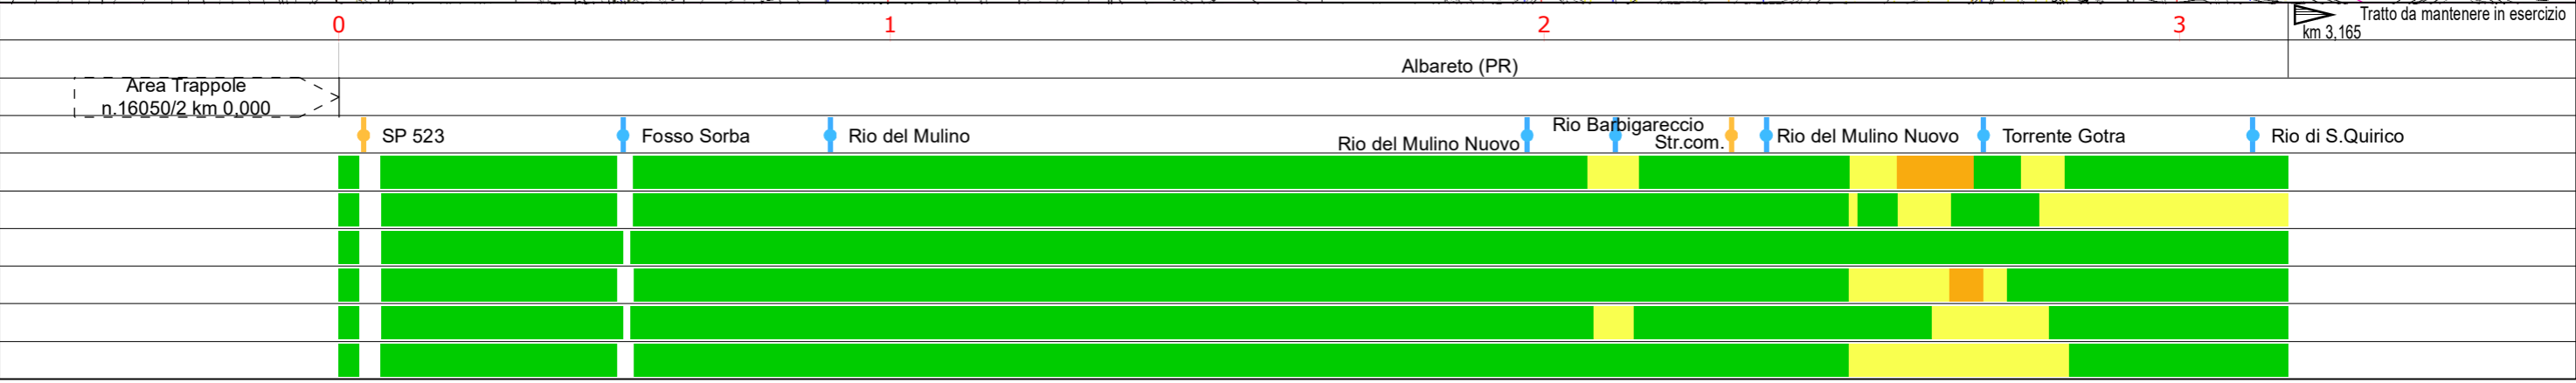 0 1 2 3
Tratto da mantenere in esercizio
km 3,165
Albareto (PR)
Area Trappole
n.16050/2 km 0,000
SP 523
Fosso Sorba
Rio del Mulino
Rio del Mulino Nuovo
Rio Barbigareccio
Str.com.
Rio del Mulino Nuovo
Torrente Gotra
Rio di S.Quirico